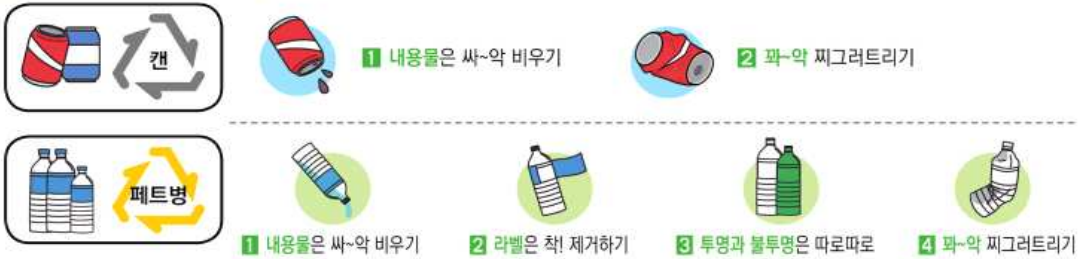 캔
1 내용물은 싸~악 비우기
2 꽈~악 찌그러트리기
페트병
1 내용물은 싸~악 비우기
2 라벨은 착! 제거하기
3 투명과 불투명은 따로따로
4 꽈~악 찌그러트리기